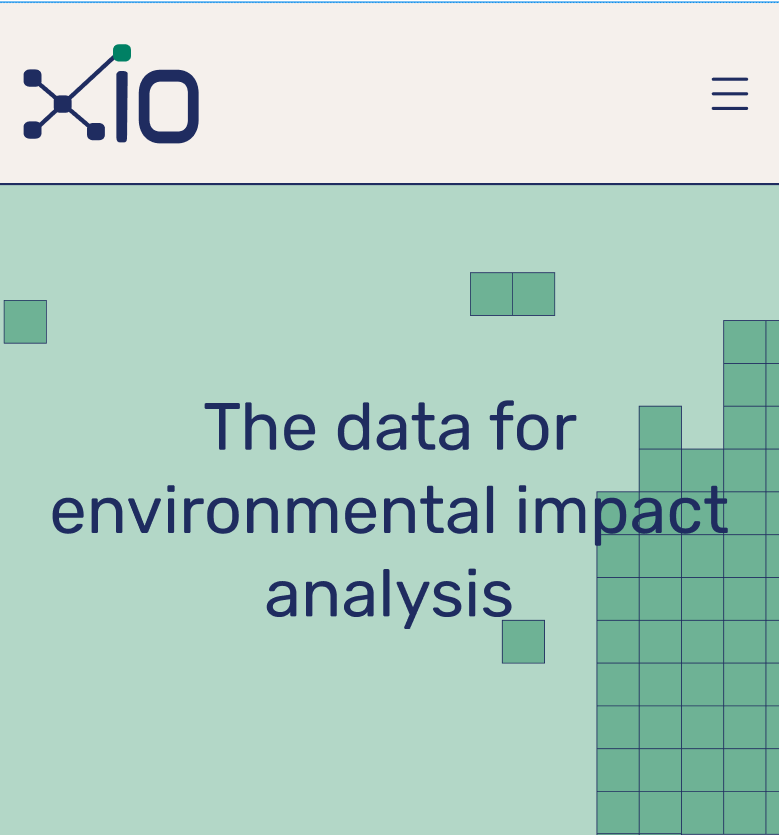 XIO
The data for
environmental impact
analysis